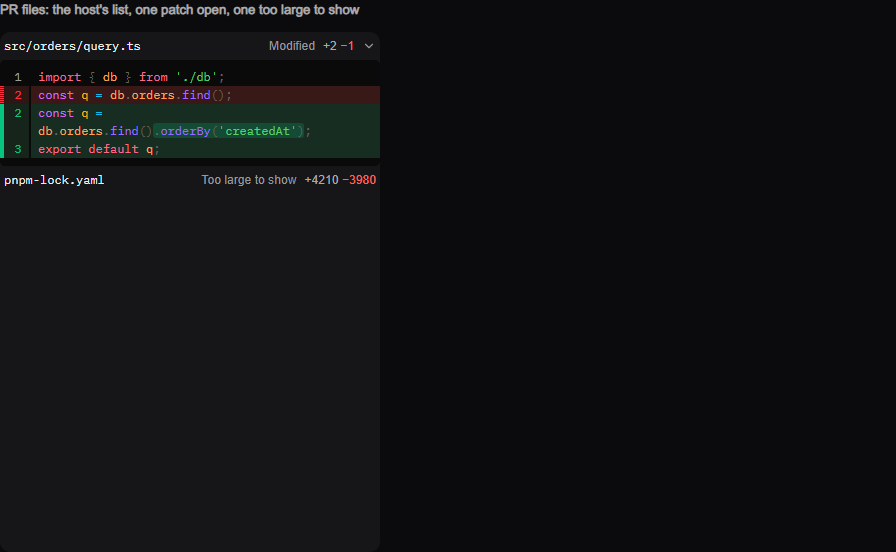 PR files: the host's list, one patch open, one too large to show
src/orders/query.ts Modified +2 −1
1 import { db } from './db';
2 const q = db.orders.find();
2 const q =
db.orders.find().orderBy('createdAt');
3 export default q;
pnpm-lock.yaml Too large to show +4210 −3980